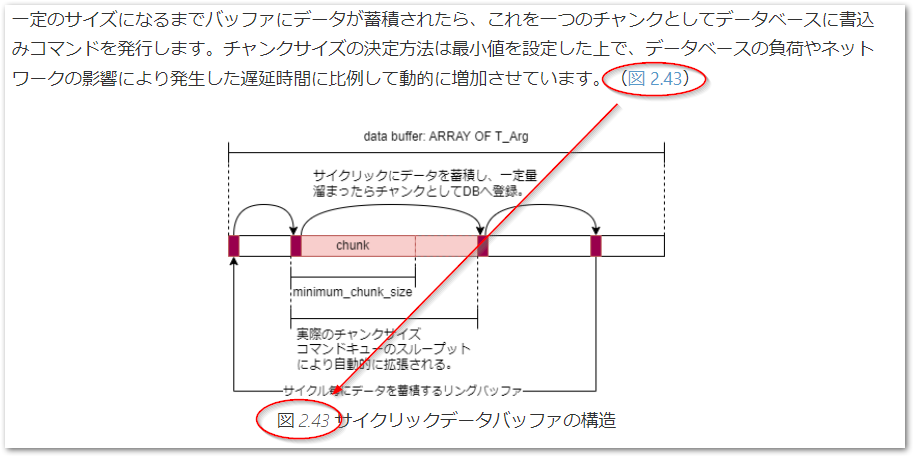 一定のサイズになるまでバッファにデータが蓄積されたら、これを一つのチャンクとしてデータベースに書込
みコマンドを発行します。チャンクサイズの決定方法は最小値を設定した上で、データベースの負荷やネット
ワークの影響により発生した遅延時間に比例して動的に増加させています。（図 2.43）
data buffer: ARRAY OF T_Arg
サイクリックにデータを蓄積し、一定量
溜まったらチャンクとしてDBへ登録。
chunk
minimum_chunk_size
実際のチャンクサイズ
コマンドキューのスループット
により自動的に拡張される。
サイクル毎にデータを蓄積するリングバッファ
図 2.43 サイクリックデータバッファの構造